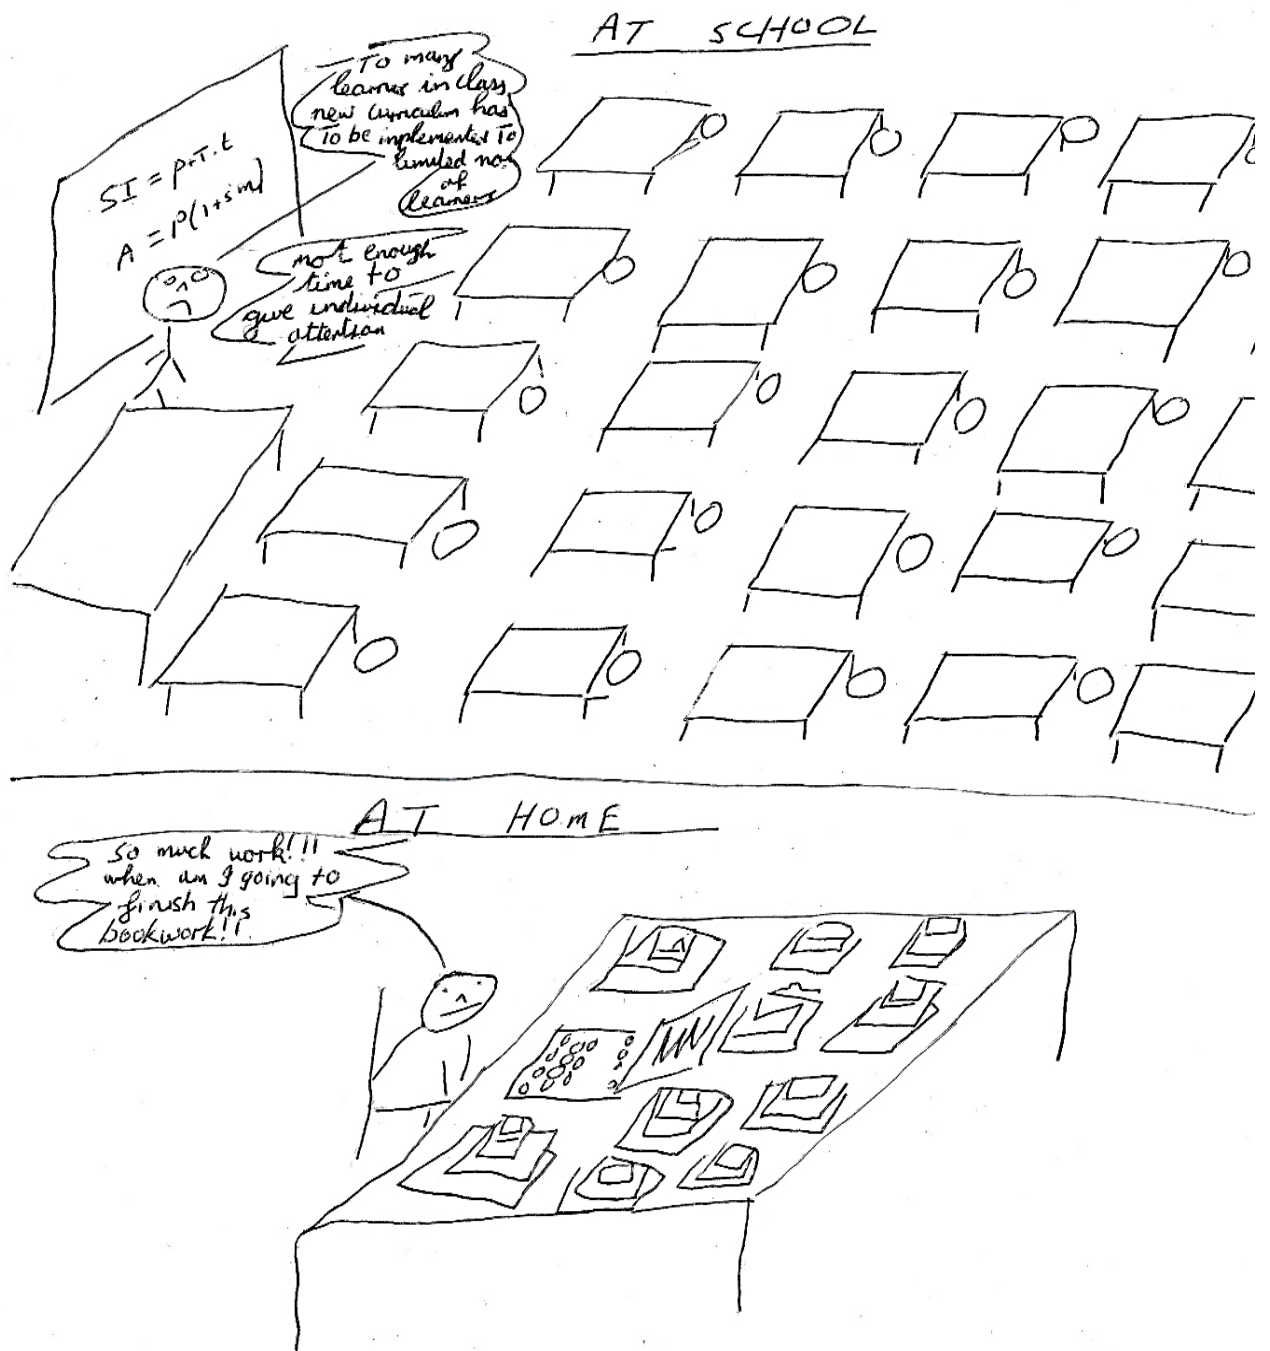 AT SCHOOL
To many
learner in class
new curriculum has
To be implemented To
limited no.
of
learners
SI = P.T.t
A = P(1+sin)
not enough
time to
give individual
attention
AT HOME
So much work!!!
when am I going to
finish this
bookwork!!